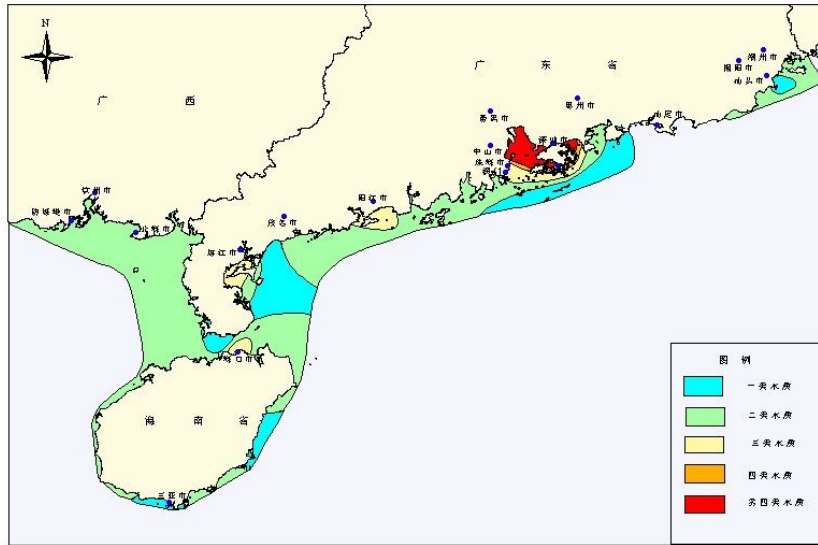 N
潮州市
揭阳市
汕头市
广 东 省
广 西
惠州市
番禺市
汕尾市
深圳市
中山市
珠海市
澳门
阳江市
茂名市
钦州市
防城港市
北海市
湛江市
海口市
海 南 省
三亚市
图 例
一类水质
二类水质
三类水质
四类水质
劣四类水质